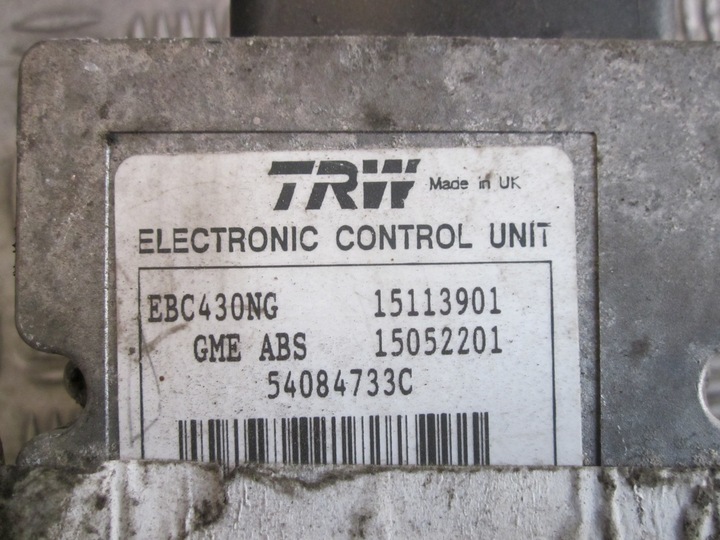 TRW Made in UK
ELECTRONIC CONTROL UNIT
EBC430NG 15113901
GME ABS 15052201
54084733C